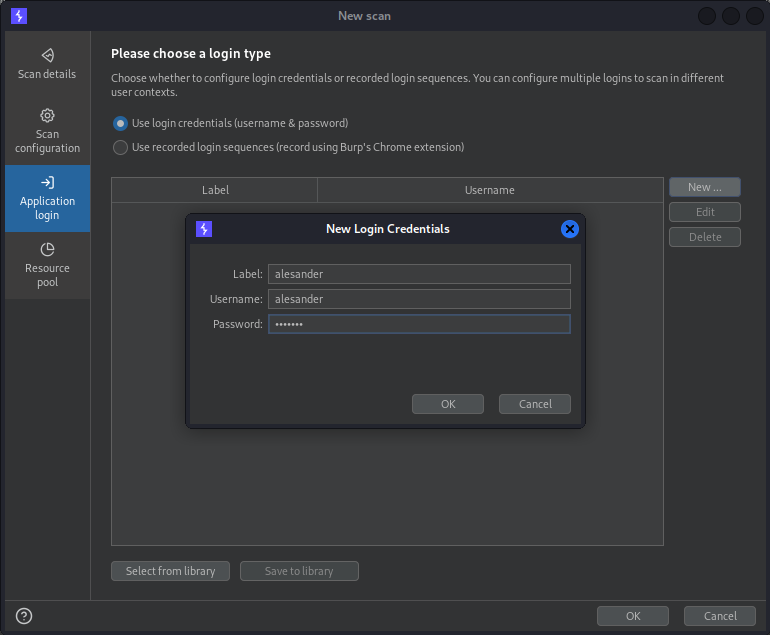 New scan
Scan details
Scan
configuration
Application
login
Resource
pool
Please choose a login type
Choose whether to configure login credentials or recorded login sequences. You can configure multiple logins to scan in different
user contexts.
Use login credentials (username & password)
Use recorded login sequences (record using Burp's Chrome extension)
Label Username
New ...
Edit
Delete
New Login Credentials
Label: alesander
Username: alesander
Password: •••••••
OK Cancel
Select from library Save to library
OK Cancel